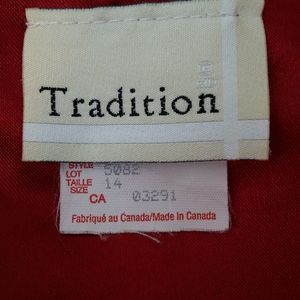 Tradition
STYLE 5082
LOT
TAILLE 14
SIZE
CA 03291
Fabriqué au Canada/Made in Canada